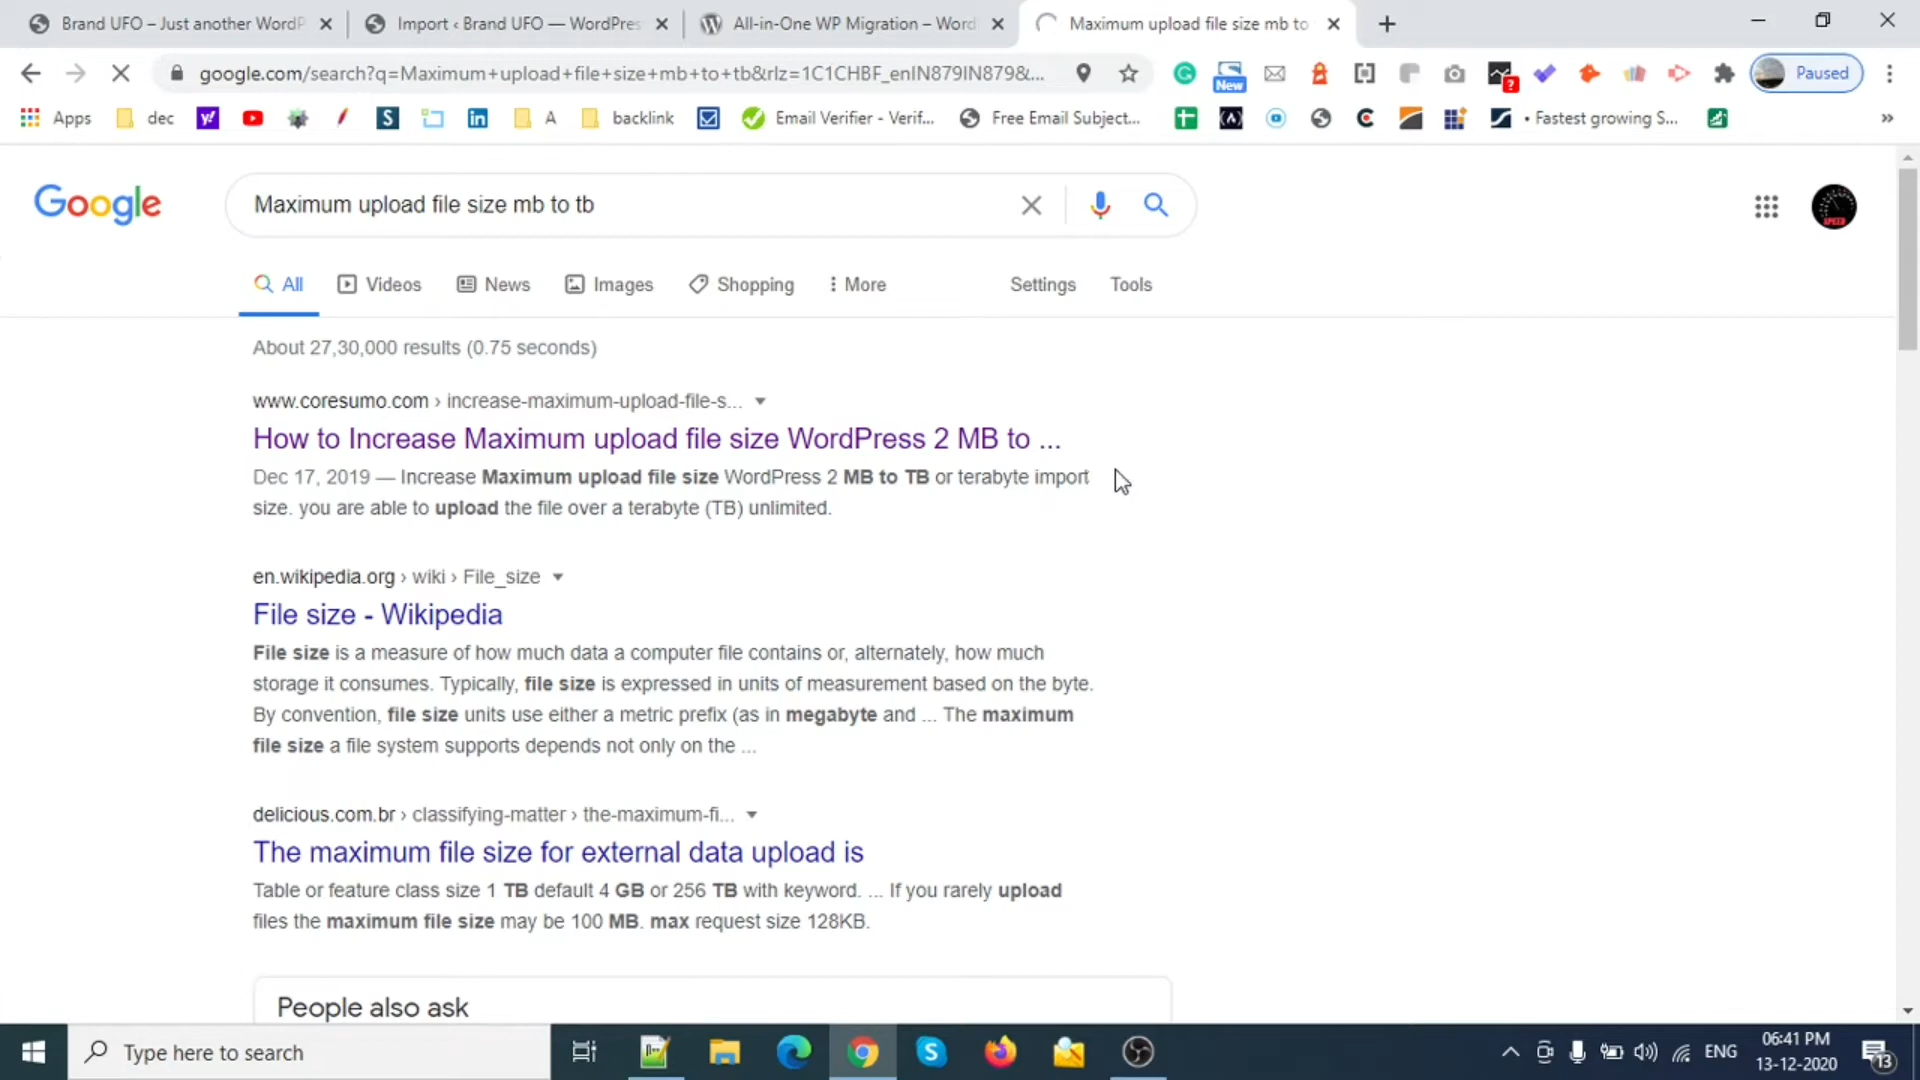 Brand UFO – Just another WordP
Import ‹ Brand UFO — WordPres
All-in-One WP Migration – Word
Maximum upload file size mb to
google.com/search?q=Maximum+upload+file+size+mb+to+tb&rlz=1C1CHBF_enIN879IN879&...
New
?
Paused
Apps
dec
y!
S
in
A
backlink
Email Verifier - Verif...
Free Email Subject...
• Fastest growing S...
»
Google
Maximum upload file size mb to tb
SPEED
All
Videos
News
Images
Shopping
More
Settings
Tools
About 27,30,000 results (0.75 seconds)
www.coresumo.com › increase-maximum-upload-file-s...
How to Increase Maximum upload file size WordPress 2 MB to ...
Dec 17, 2019 — Increase Maximum upload file size WordPress 2 MB to TB or terabyte import
size. you are able to upload the file over a terabyte (TB) unlimited.
en.wikipedia.org › wiki › File_size
File size - Wikipedia
File size is a measure of how much data a computer file contains or, alternately, how much
storage it consumes. Typically, file size is expressed in units of measurement based on the byte.
By convention, file size units use either a metric prefix (as in megabyte and ... The maximum
file size a file system supports depends not only on the ...
delicious.com.br › classifying-matter › the-maximum-fi...
The maximum file size for external data upload is
Table or feature class size 1 TB default 4 GB or 256 TB with keyword. ... If you rarely upload
files the maximum file size may be 100 MB. max request size 128KB.
People also ask
Type here to search
S
ENG
06:41 PM
13-12-2020
13